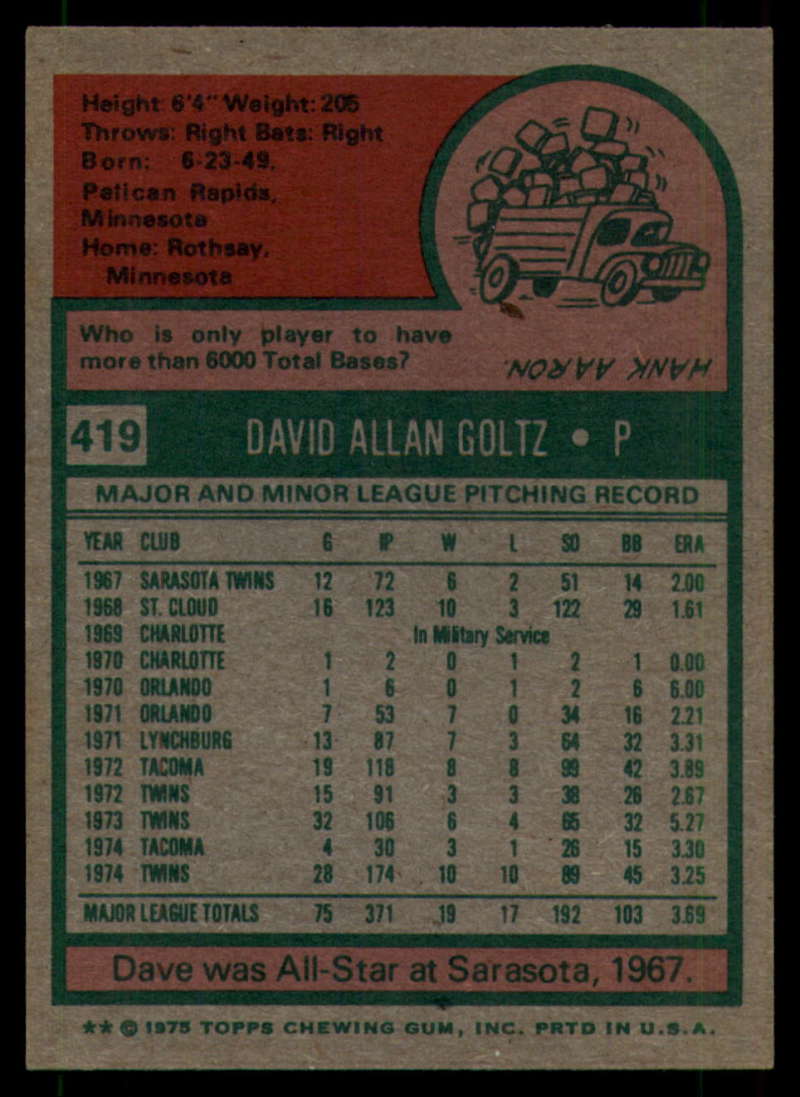 Height: 6'4" Weight: 205
Throws: Right Bats: Right
Born: 6-23-49,
Pelican Rapids,
Minnesota
Home: Rothsay,
Minnesota
Who is only player to have
more than 6000 Total Bases?
HANK AARON.
419 DAVID ALLAN GOLTZ • P
MAJOR AND MINOR LEAGUE PITCHING RECORD
YEAR CLUB G IP W L SO BB ERA
1967 SARASOTA TWINS 12 72 6 2 51 14 2.00
1968 ST. CLOUD 16 123 10 3 122 29 1.61
1969 CHARLOTTE In Military Service
1970 CHARLOTTE 1 2 0 1 2 1 0.00
1970 ORLANDO 1 6 0 1 2 6 6.00
1971 ORLANDO 7 53 7 0 34 16 2.21
1971 LYNCHBURG 13 87 7 3 64 32 3.31
1972 TACOMA 19 118 8 8 99 42 3.89
1972 TWINS 15 91 3 3 38 26 2.67
1973 TWINS 32 106 6 4 65 32 5.27
1974 TACOMA 4 30 3 1 26 15 3.30
1974 TWINS 28 174 10 10 89 45 3.25
MAJOR LEAGUE TOTALS 75 371 19 17 192 103 3.69
Dave was All-Star at Sarasota, 1967.
** © 1975 TOPPS CHEWING GUM, INC. PRTD IN U.S.A.